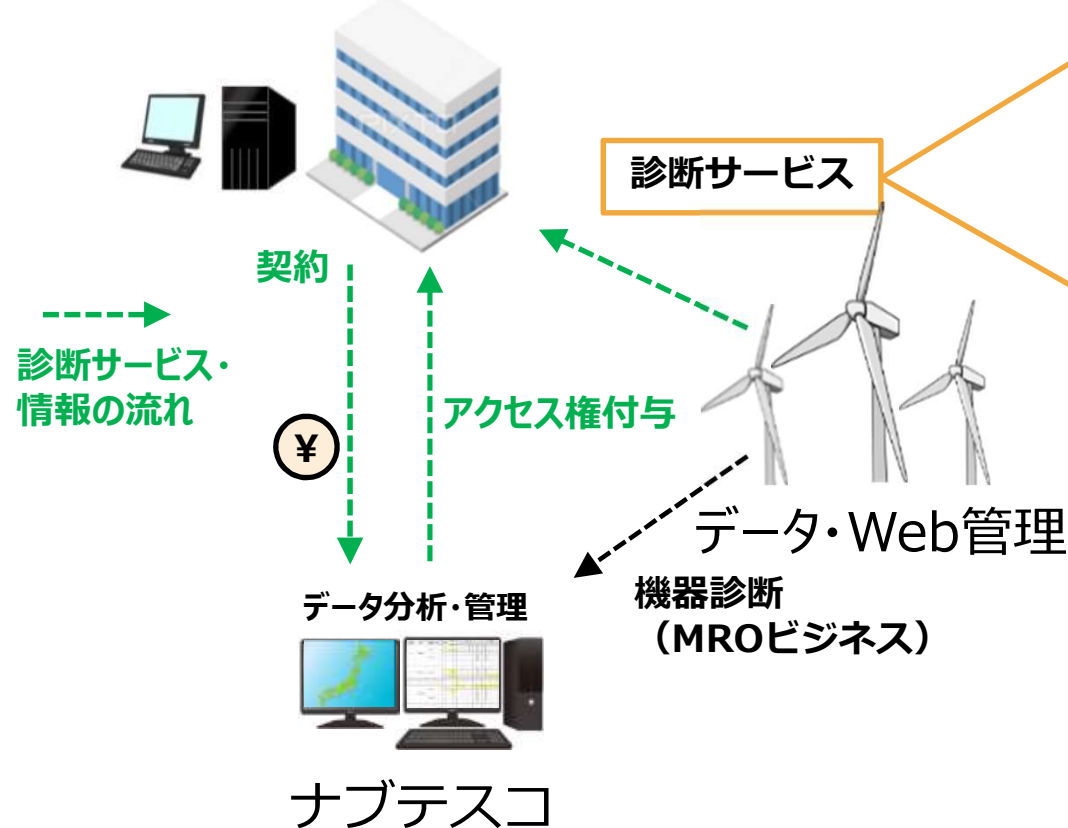 診断サービス
契約
診断サービス・
情報の流れ
¥
アクセス権付与
データ・Web管理
データ分析・管理
機器診断
（MROビジネス）
ナブテスコ